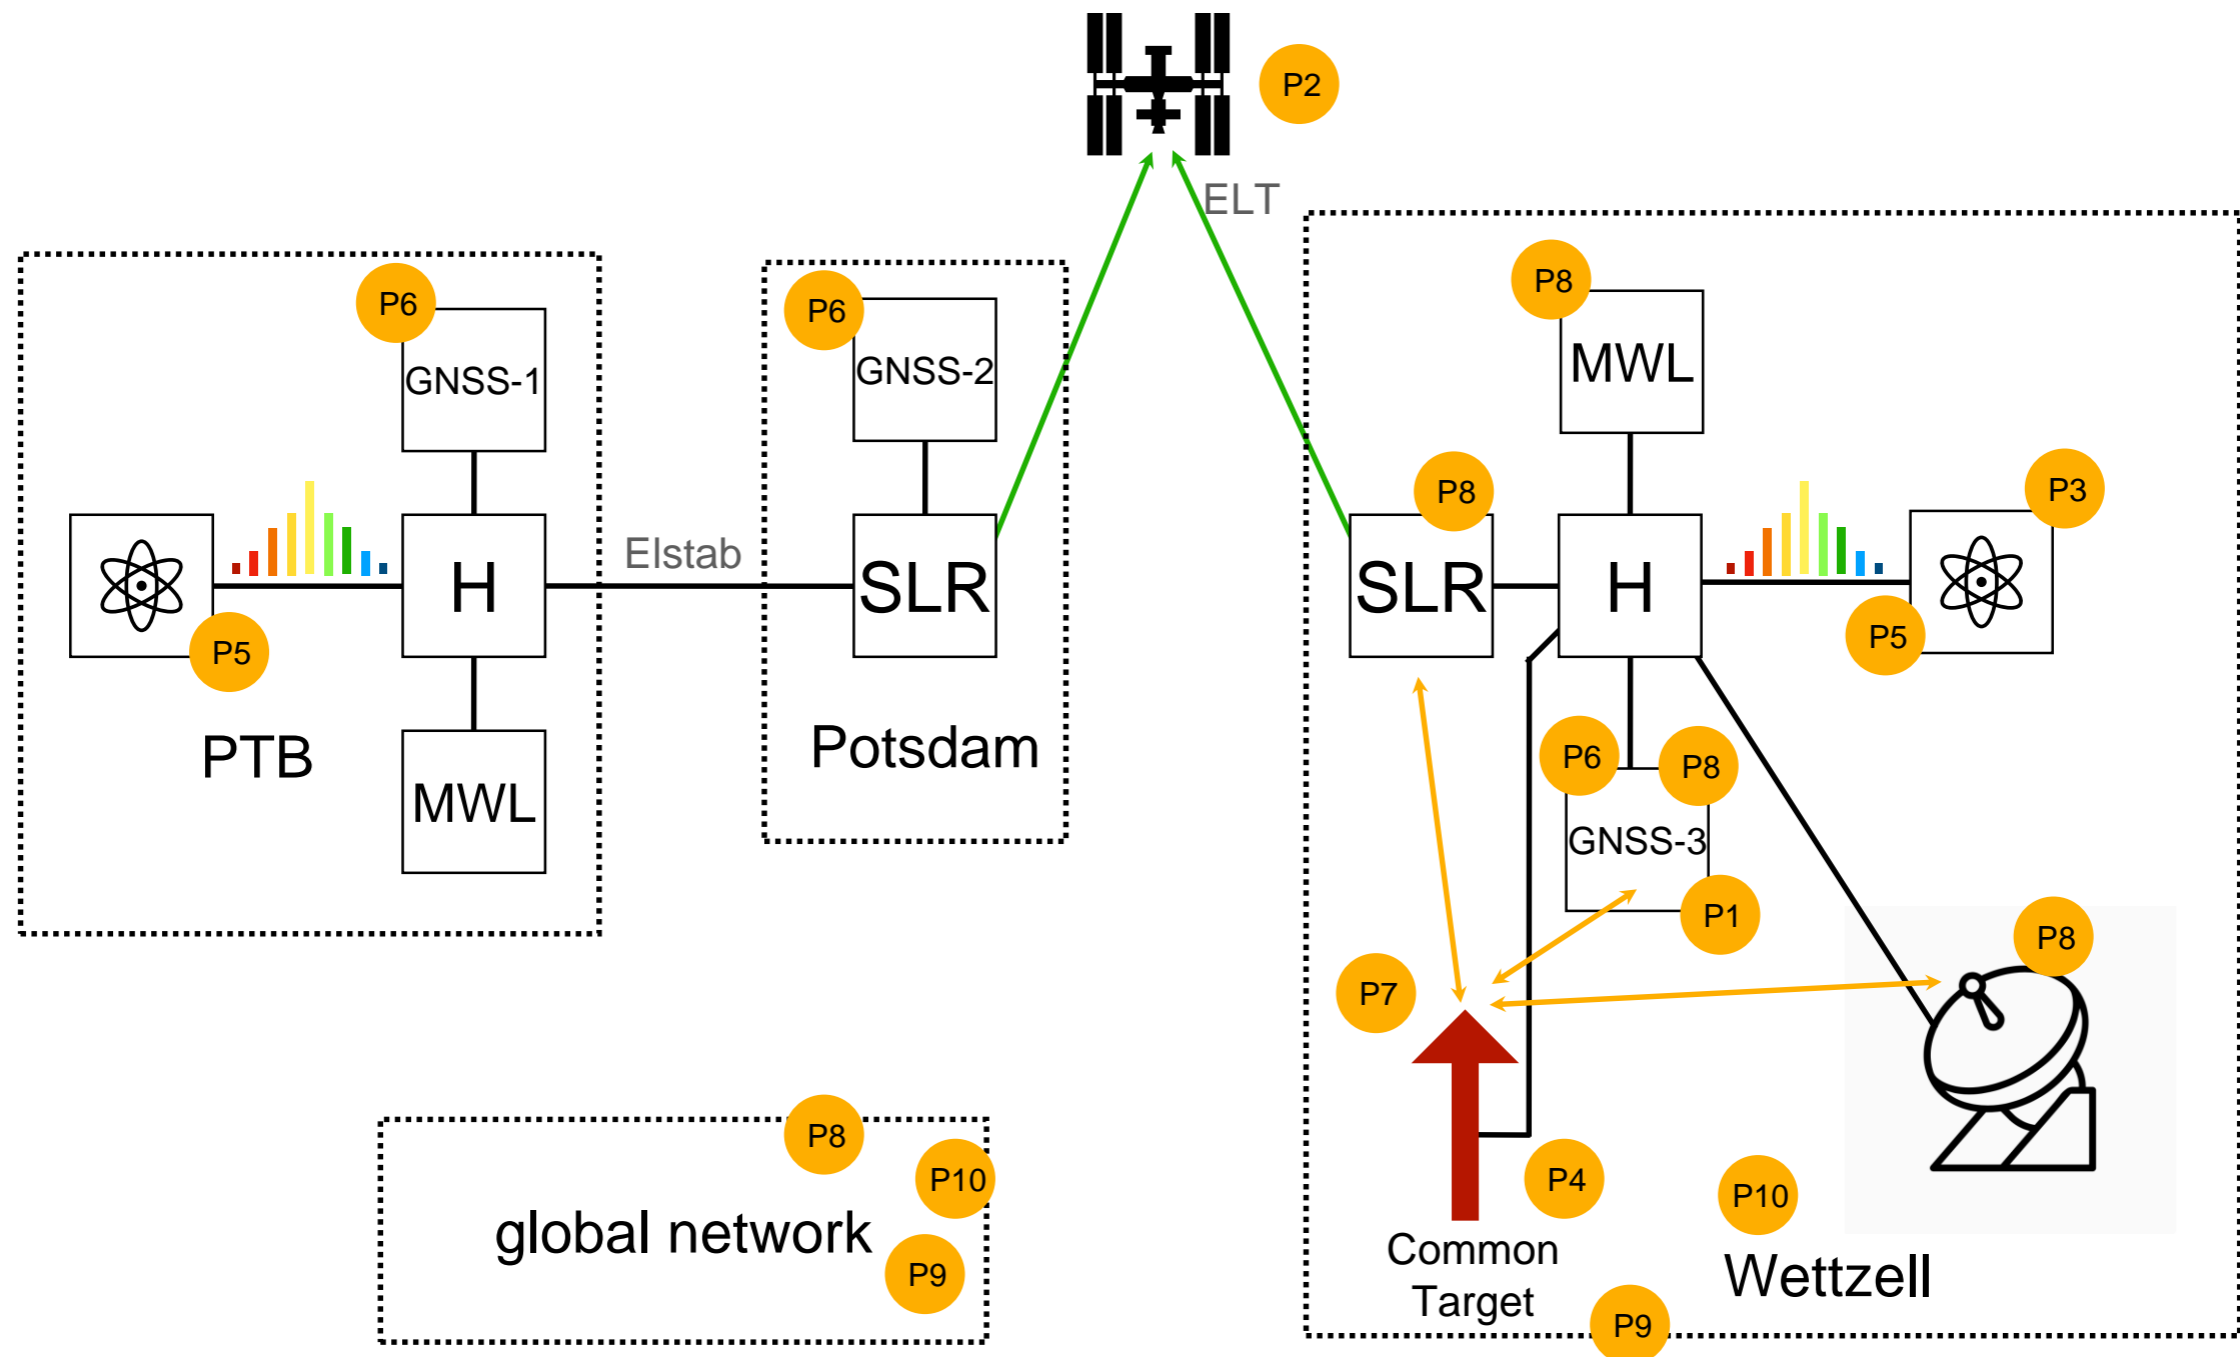 P2
ELT
P6
GNSS-1
P6
GNSS-2
P8
MWL
P8
P3
Elstab
H
SLR
SLR
H
P5
P5
PTB
Potsdam
MWL
P6
P8
GNSS-3
P1
P7
P8
P8
P10
global network
P9
P4
P10
Common
Target
Wettzell
P9